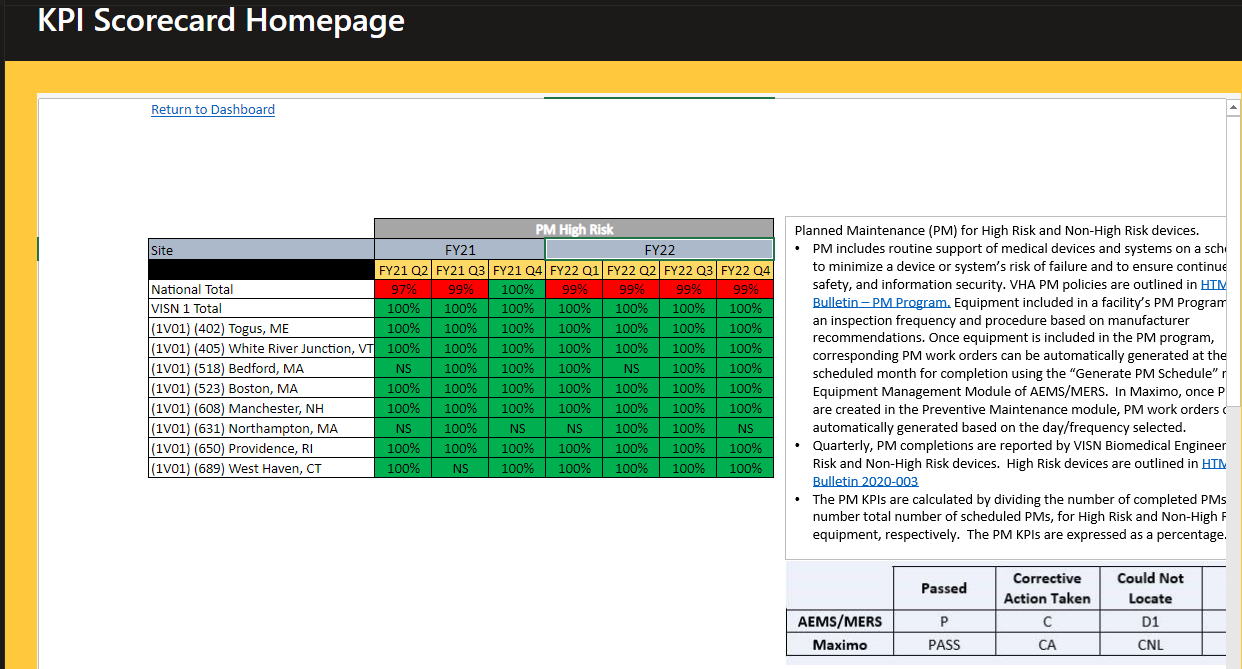 KPI Scorecard Homepage
Return to Dashboard
PM High Risk
Site FY21 FY22
FY21 Q2 FY21 Q3 FY21 Q4 FY22 Q1 FY22 Q2 FY22 Q3 FY22 Q4
National Total 97% 99% 100% 99% 99% 99% 99%
VISN 1 Total 100% 100% 100% 100% 100% 100% 100%
(1V01) (402) Togus, ME 100% 100% 100% 100% 100% 100% 100%
(1V01) (405) White River Junction, VT 100% 100% 100% 100% 100% 100% 100%
(1V01) (518) Bedford, MA NS 100% 100% 100% NS 100% 100%
(1V01) (523) Boston, MA 100% 100% 100% 100% 100% 100% 100%
(1V01) (608) Manchester, NH 100% 100% 100% 100% 100% 100% 100%
(1V01) (631) Northampton, MA NS 100% NS NS 100% 100% NS
(1V01) (650) Providence, RI 100% 100% 100% 100% 100% 100% 100%
(1V01) (689) West Haven, CT 100% NS 100% 100% 100% 100% 100%
Planned Maintenance (PM) for High Risk and Non-High Risk devices.
• PM includes routine support of medical devices and systems on a
to minimize a device or system's risk of failure and to ensure
safety, and information security. VHA PM policies are outlined in HTM
Bulletin – PM Program. Equipment included in a facility's PM Program
an inspection frequency and procedure based on manufacturer
recommendations. Once equipment is included in the PM program,
corresponding PM work orders can be automatically generated at the
scheduled month for completion using the “Generate PM Schedule”
Equipment Management Module of AEMS/MERS. In Maximo, once
are created in the Preventive Maintenance module, PM work orders
automatically generated based on the day/frequency selected.
• Quarterly, PM completions are reported by VISN Biomedical
Risk and Non-High Risk devices. High Risk devices are outlined in HTM
Bulletin 2020-003
• The PM KPIs are calculated by dividing the number of completed PMs
number total number of scheduled PMs, for High Risk and Non-High
equipment, respectively. The PM KPIs are expressed as a percentage.
Passed Corrective Action Taken Could Not Locate
AEMS/MERS P C D1
Maximo PASS CA CNL